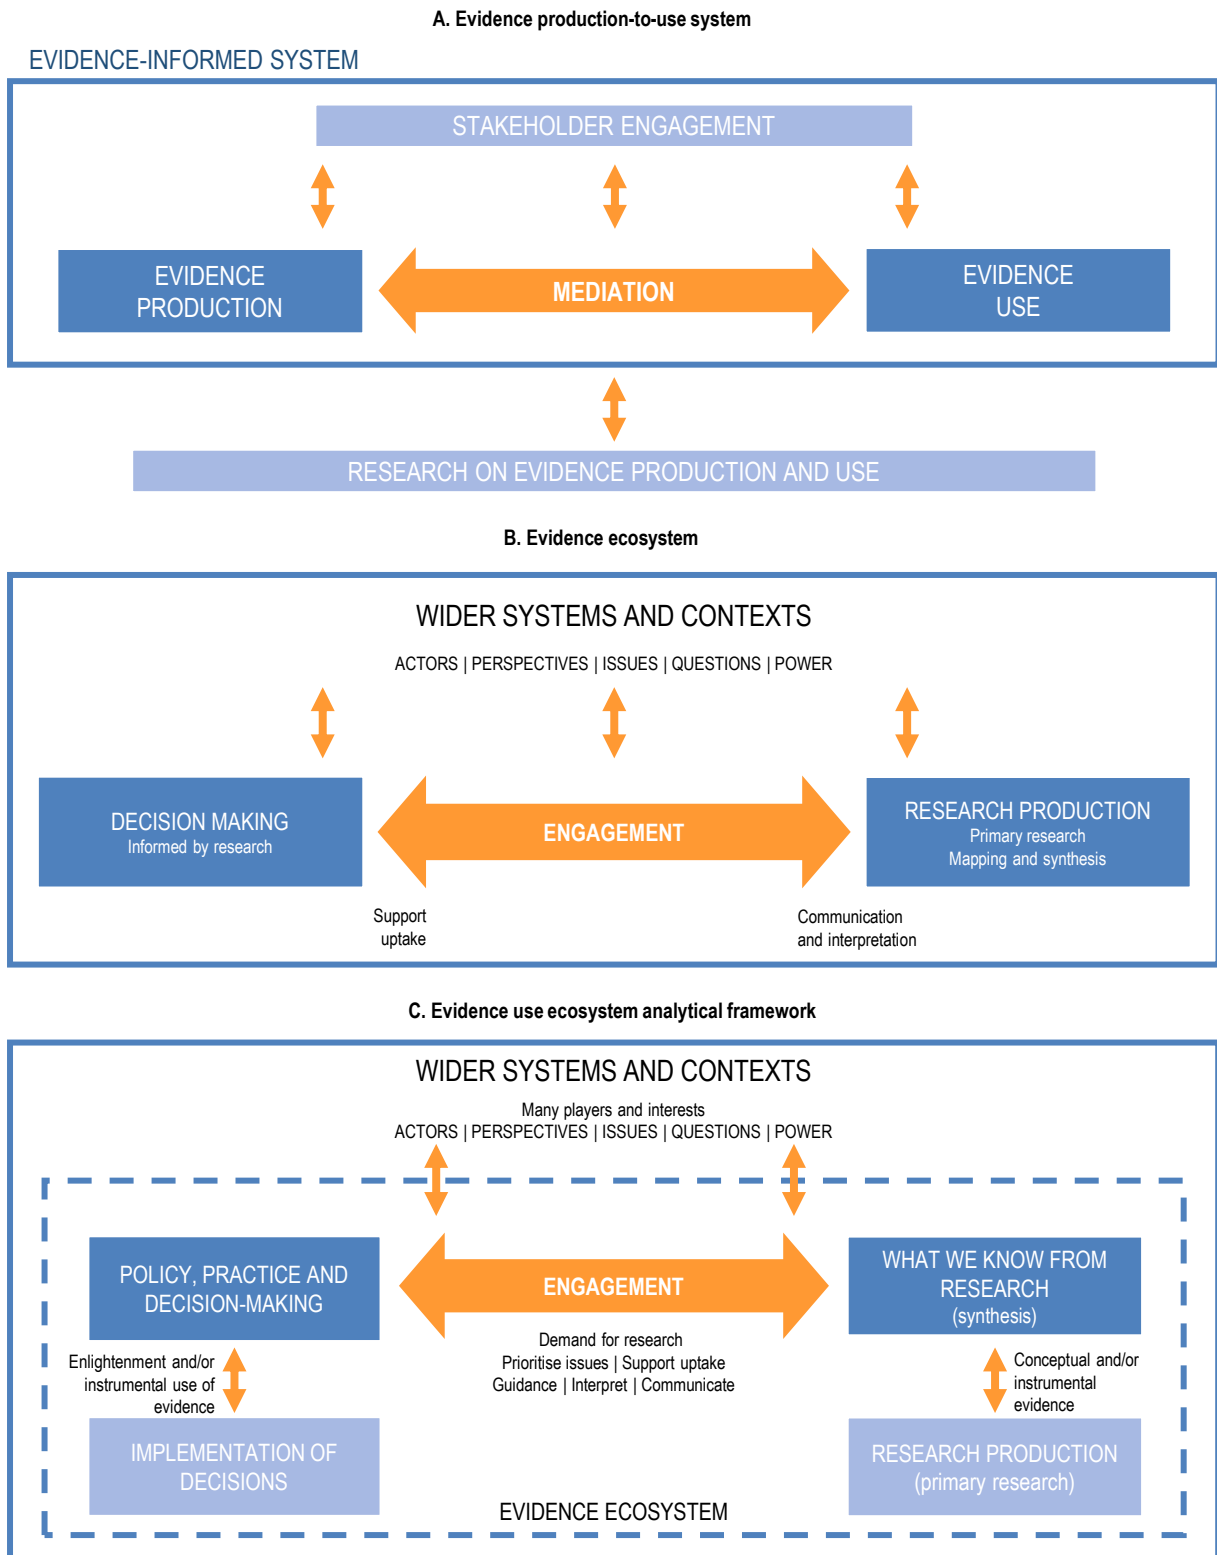 A. Evidence production-to-use system
EVIDENCE-INFORMED SYSTEM
STAKEHOLDER ENGAGEMENT
EVIDENCE
PRODUCTION
MEDIATION
EVIDENCE
USE
RESEARCH ON EVIDENCE PRODUCTION AND USE
B. Evidence ecosystem
WIDER SYSTEMS AND CONTEXTS
ACTORS | PERSPECTIVES | ISSUES | QUESTIONS | POWER
DECISION MAKING
Informed by research
ENGAGEMENT
RESEARCH PRODUCTION
Primary research
Mapping and synthesis
Support
uptake
Communication
and interpretation
C. Evidence use ecosystem analytical framework
WIDER SYSTEMS AND CONTEXTS
Many players and interests
ACTORS | PERSPECTIVES | ISSUES | QUESTIONS | POWER
POLICY, PRACTICE AND
DECISION-MAKING
ENGAGEMENT
WHAT WE KNOW FROM
RESEARCH
(synthesis)
Demand for research
Prioritise issues | Support uptake
Guidance | Interpret | Communicate
Enlightenment and/or
instrumental use of
evidence
Conceptual and/or
instrumental
evidence
IMPLEMENTATION OF
DECISIONS
RESEARCH PRODUCTION
(primary research)
EVIDENCE ECOSYSTEM